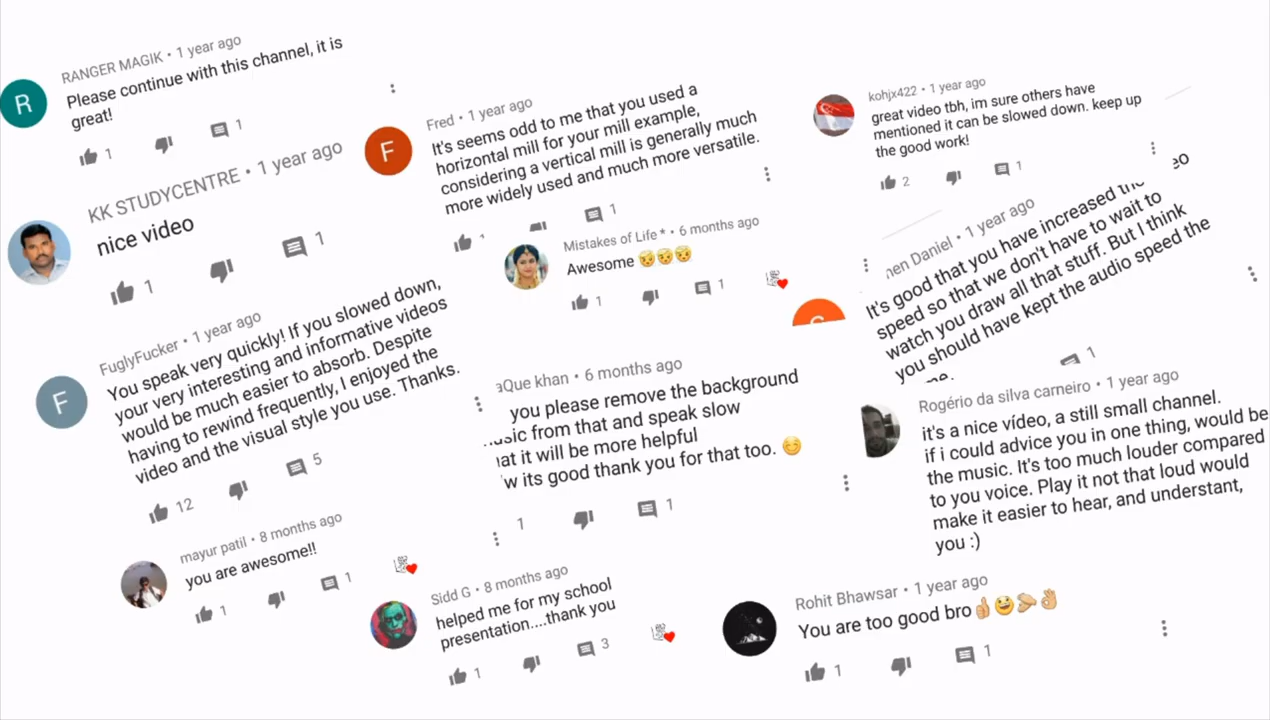 RANGER MAGIK • 1 year ago
Please continue with this channel, it is
great!
1
1
R
KK STUDYCENTRE • 1 year ago
nice video
1
1
FuglyFucker • 1 year ago
You speak very quickly! If you slowed down,
your very interesting and informative videos
would be much easier to absorb. Despite
having to rewind frequently, I enjoyed the
video and the visual style you use. Thanks.
F
12
5
mayur patil • 8 months ago
you are awesome!!
1
1
Fred • 1 year ago
It's seems odd to me that you used a
horizontal mill for your mill example,
considering a vertical mill is generally much
more widely used and much more versatile.
F
1
Mistakes of Life * • 6 months ago
Awesome 🤯🤯🤯
1
1
aQue khan • 6 months ago
you please remove the background
from that and speak slow
at it will be more helpful
w its good thank you for that too. 😊
1
1
Sidd G • 8 months ago
helped me for my school
presentation....thank you
1
3
kohjx422 • 1 year ago
great video tbh, im sure others have
mentioned it can be slowed down. keep up
the good work!
2
1
eo
hen Daniel • 1 year ago
It's good that you have increased the
speed so that we don't have to wait to
watch you draw all that stuff. But I think
you should have kept the audio speed the
1
Rogério da silva carneiro • 1 year ago
it's a nice vídeo, a still small channel.
if i could advice you in one thing, would be
the music. It's too much louder compared
to you voice. Play it not that loud would
make it easier to hear, and understant,
you :)
Rohit Bhawsar • 1 year ago
You are too good bro👍😆👏👌
1
1